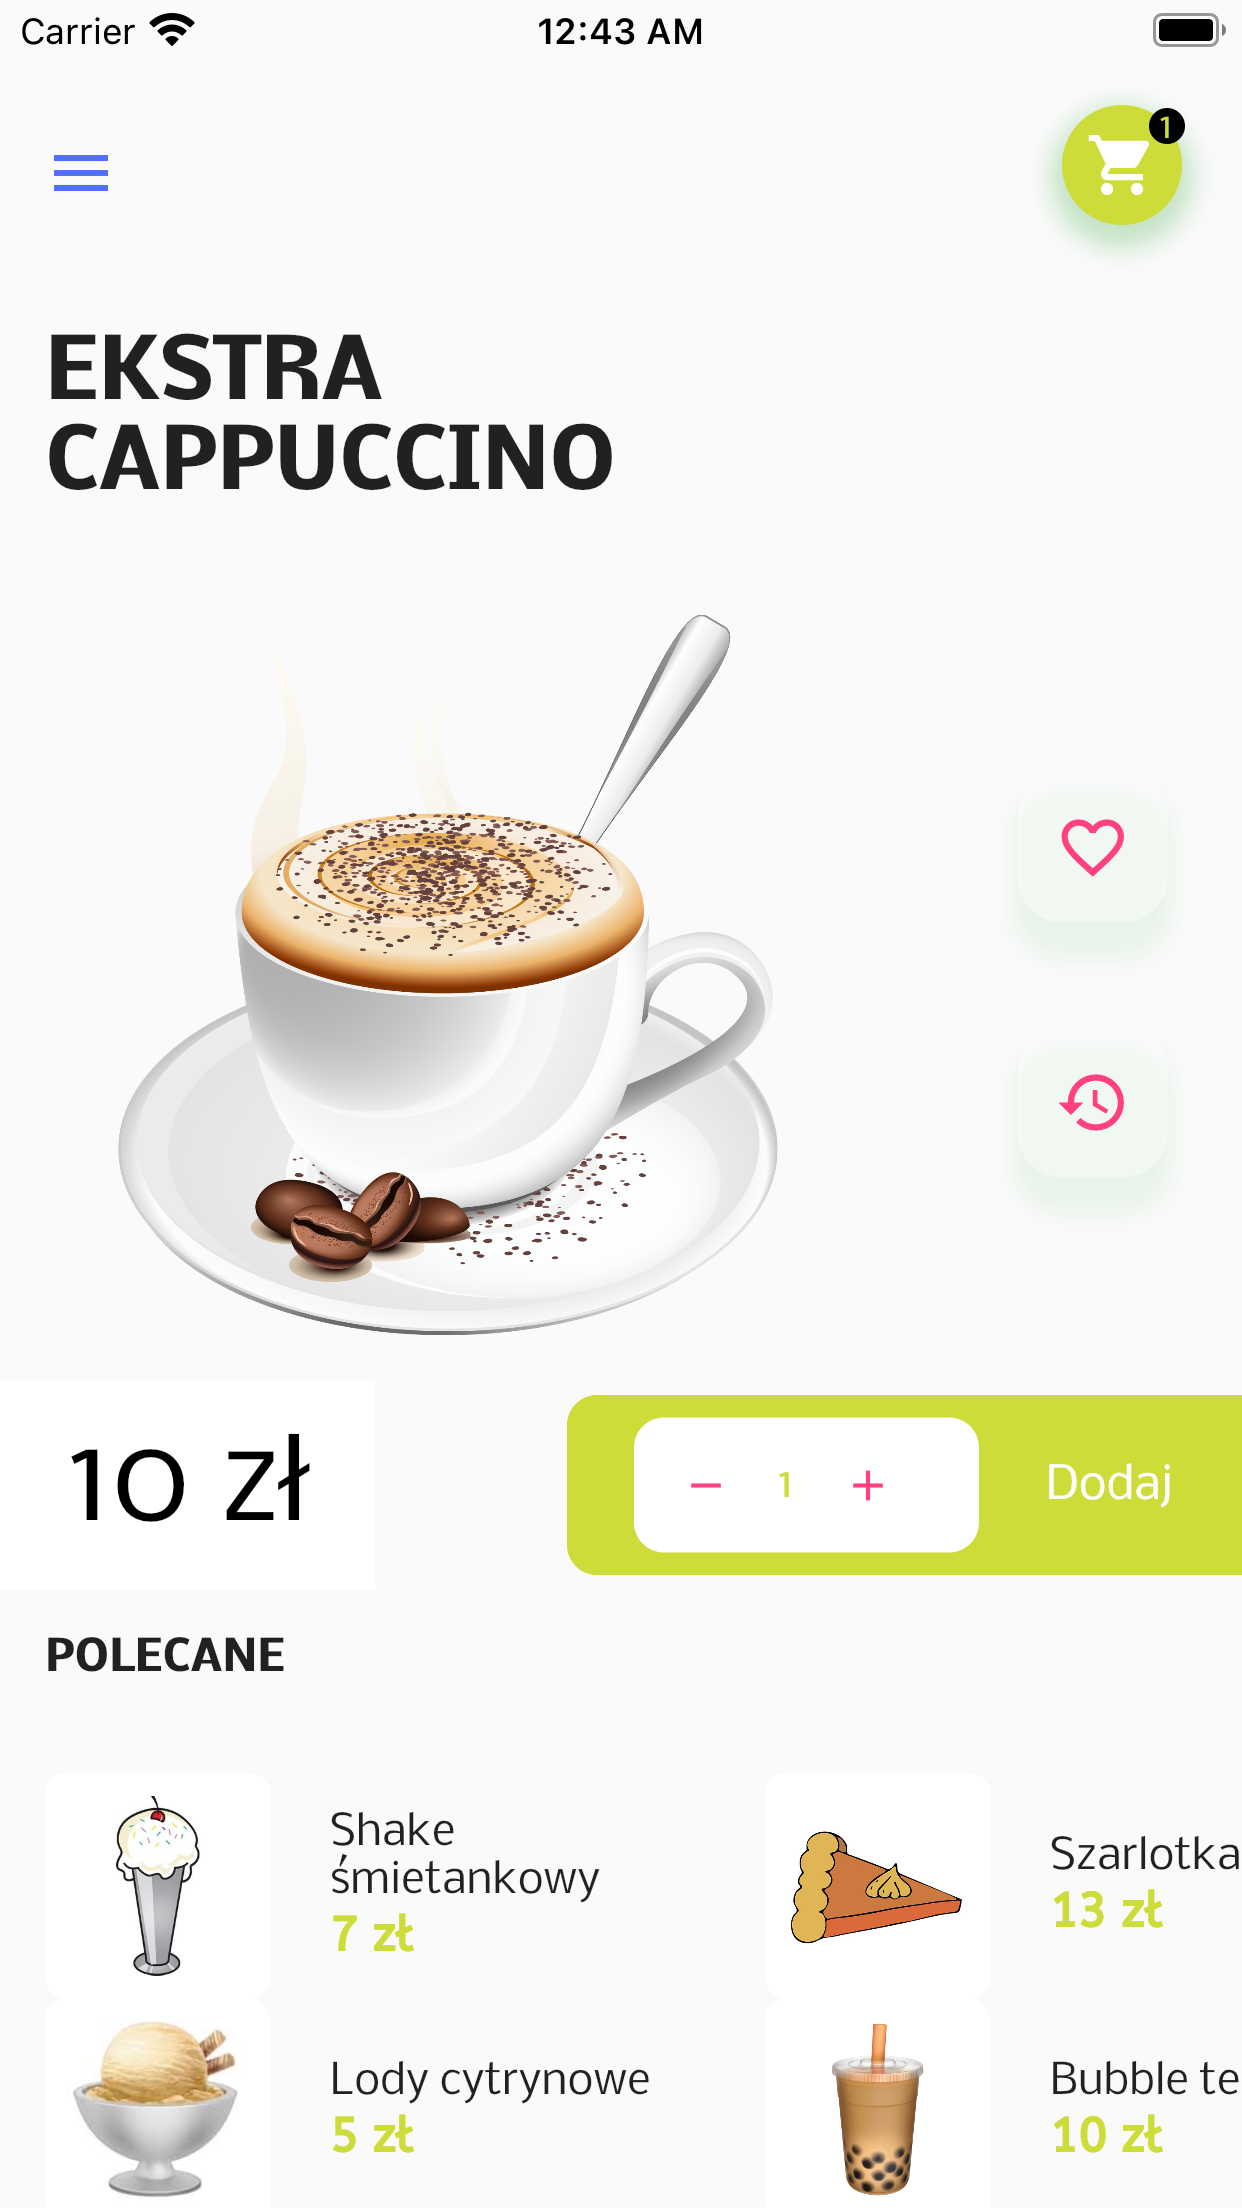 Carrier
12:43 AM
1
EKSTRA
CAPPUCCINO
10 zł
1
Dodaj
POLECANE
Shake
śmietankowy
7 zł
Szarlotka
13 zł
Lody cytrynowe
5 zł
Bubble te
10 zł